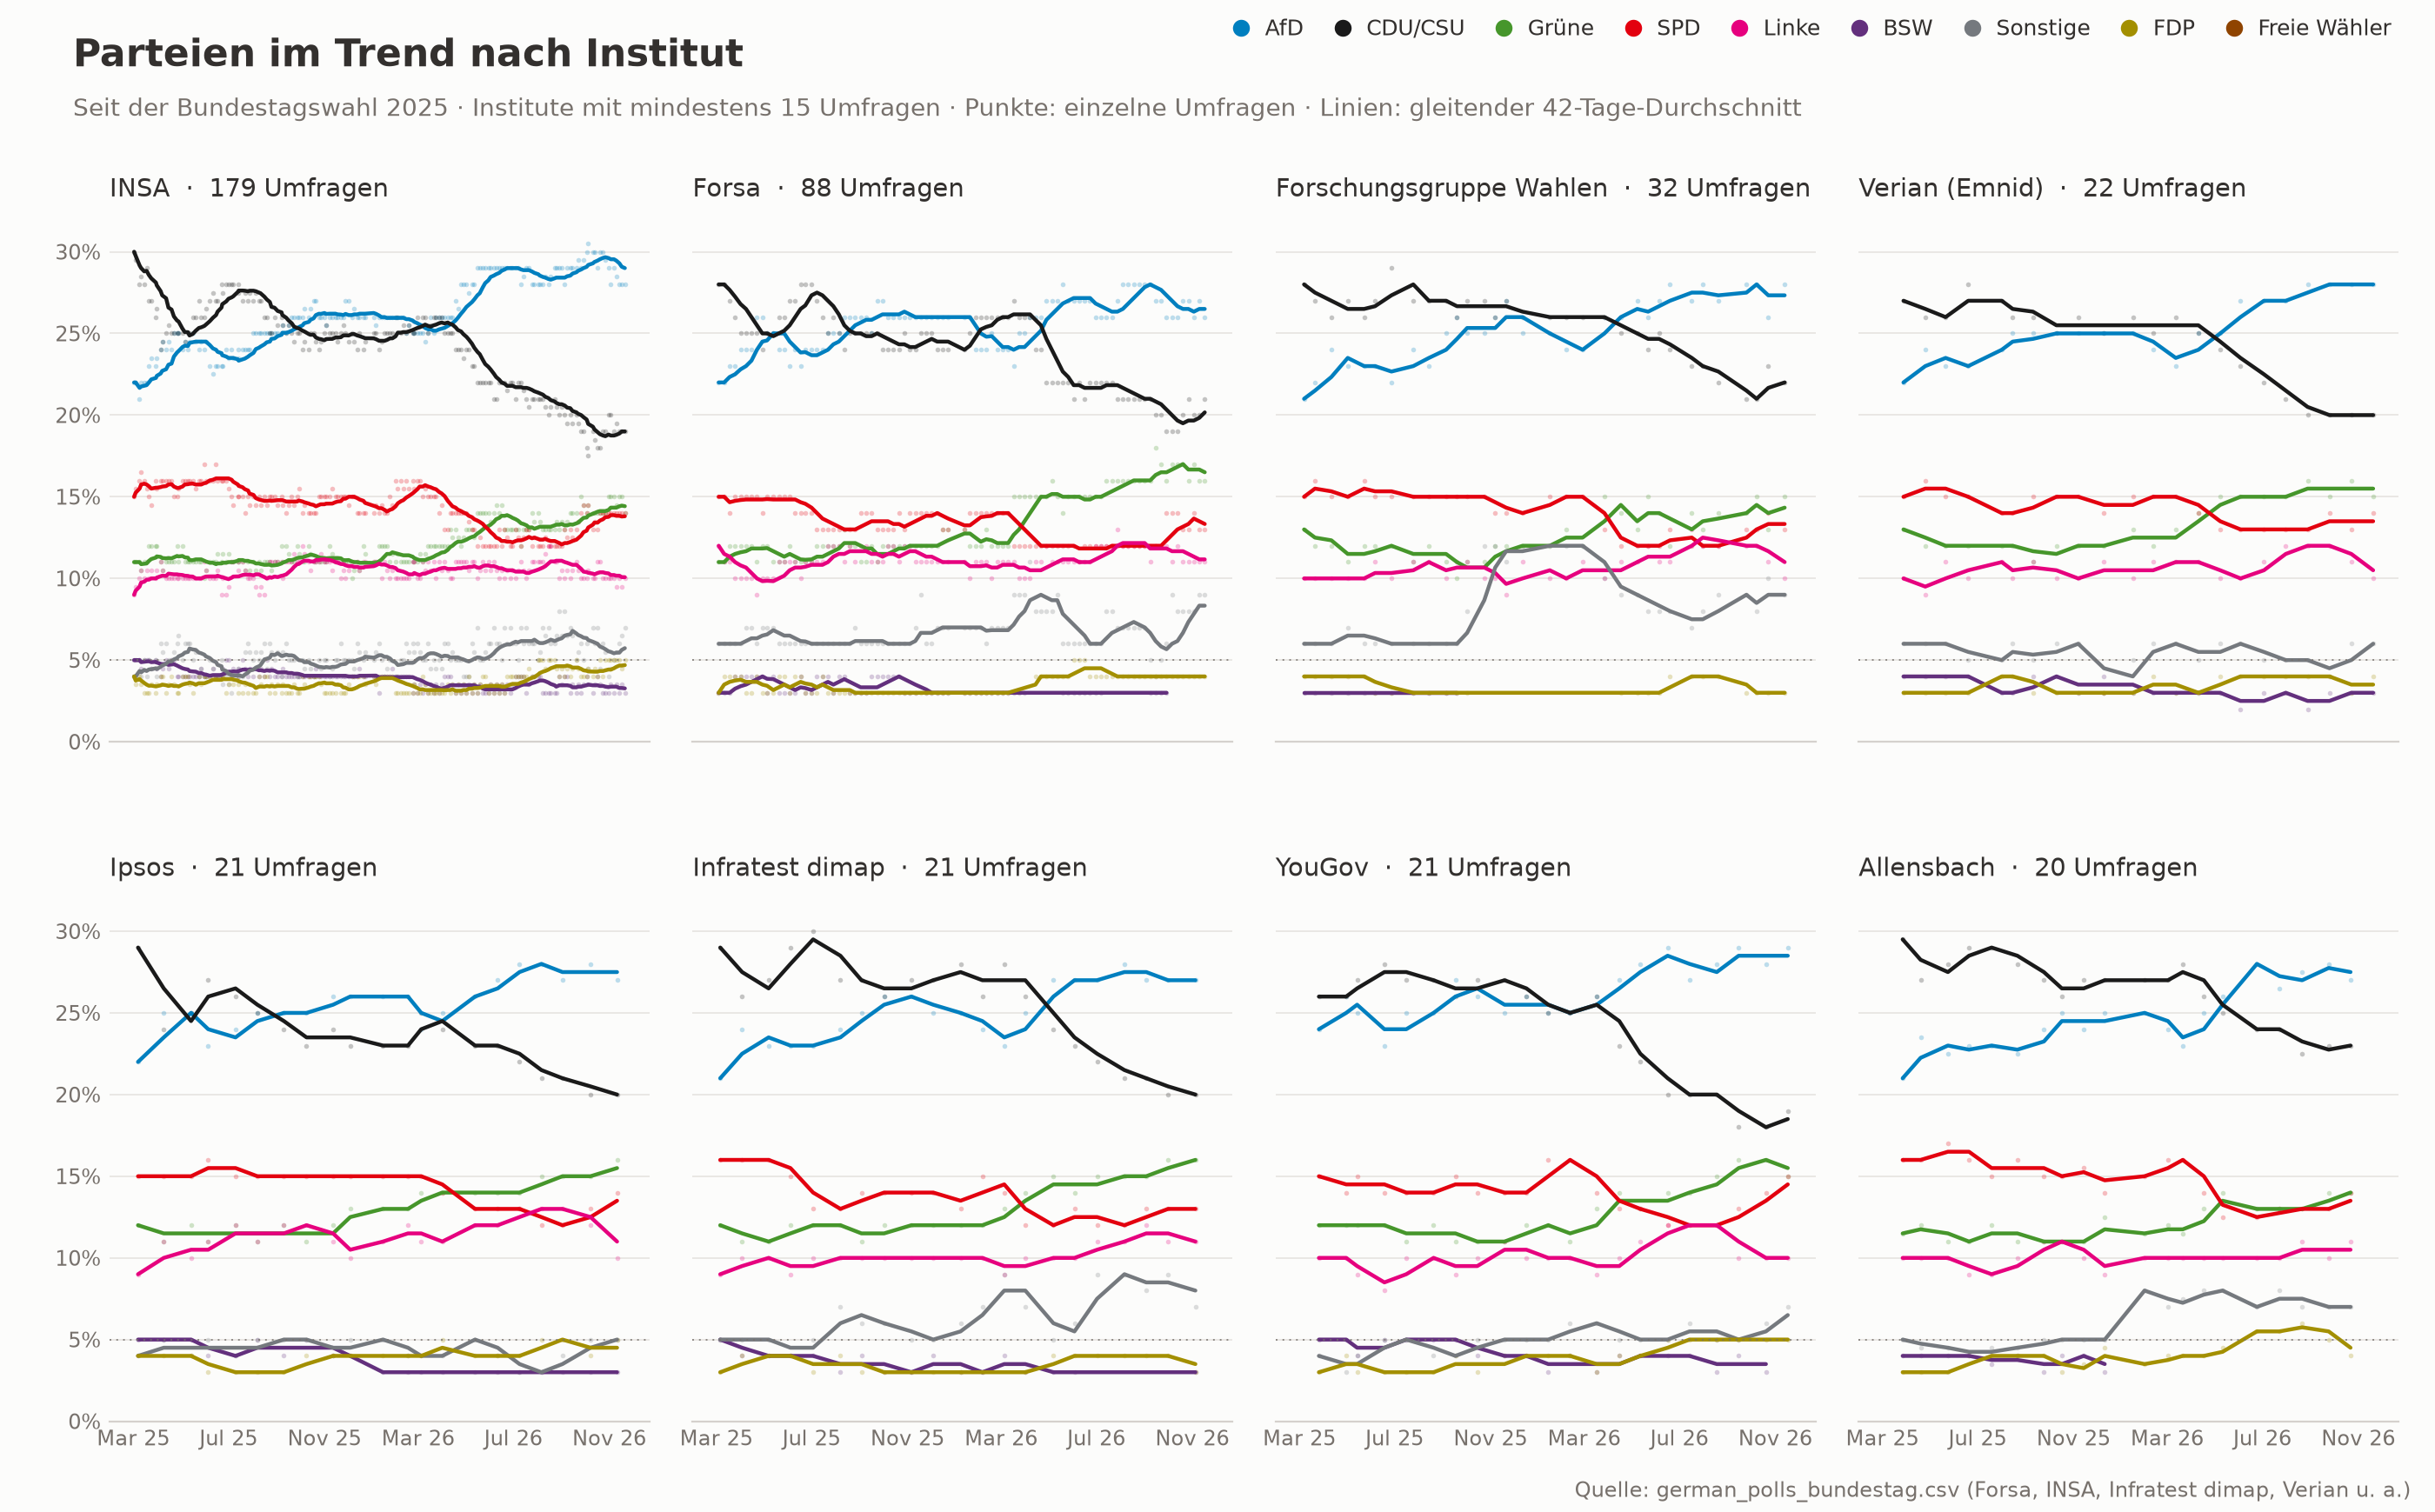 AfD CDU/CSU Grüne SPD Linke BSW Sonstige FDP Freie Wähler
Parteien im Trend nach Institut
Seit der Bundestagswahl 2025 · Institute mit mindestens 15 Umfragen · Punkte: einzelne Umfragen · Linien: gleitender 42-Tage-Durchschnitt
INSA · 179 Umfragen
Forsa · 88 Umfragen
Forschungsgruppe Wahlen · 32 Umfragen
Verian (Emnid) · 22 Umfragen
30%
25%
20%
15%
10%
5%
0%
Ipsos · 21 Umfragen
Infratest dimap · 21 Umfragen
YouGov · 21 Umfragen
Allensbach · 20 Umfragen
30%
25%
20%
15%
10%
5%
0%
Mar 25 Jul 25 Nov 25 Mar 26 Jul 26 Nov 26
Mar 25 Jul 25 Nov 25 Mar 26 Jul 26 Nov 26
Mar 25 Jul 25 Nov 25 Mar 26 Jul 26 Nov 26
Mar 25 Jul 25 Nov 25 Mar 26 Jul 26 Nov 26
Quelle: german_polls_bundestag.csv (Forsa, INSA, Infratest dimap, Verian u. a.)